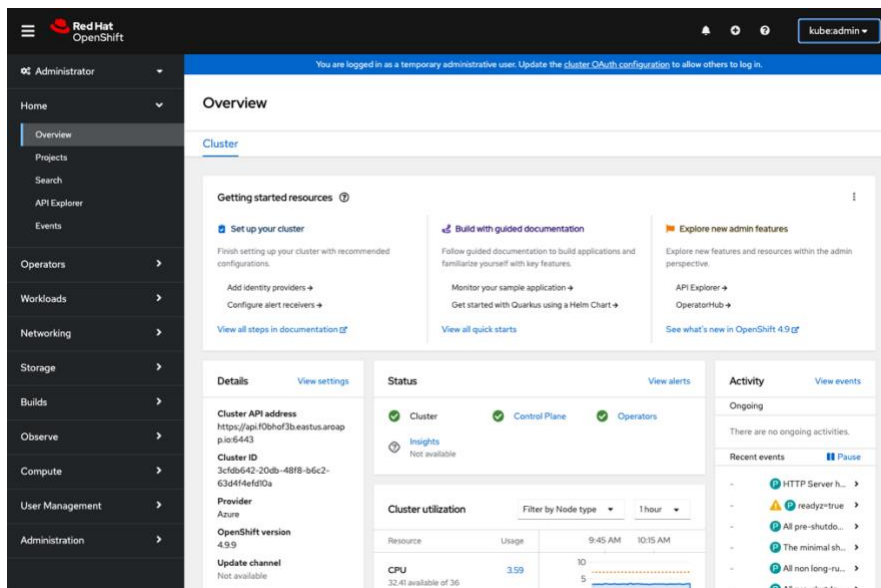 Red Hat
OpenShift
kube:admin
Administrator
Home
Overview
Projects
Search
API Explorer
Events
Operators
Workloads
Networking
Storage
Builds
Observe
Compute
User Management
Administration
You are logged in as a temporary administrative user. Update the cluster OAuth configuration to allow others to log in.
Overview
Cluster
Getting started resources
Set up your cluster
Finish setting up your cluster with recommended
configurations.
Add identity providers
Configure alert receivers
View all steps in documentation
Build with guided documentation
Follow guided documentation to build applications and
familiarize yourself with key features.
Monitor your sample application
Get started with Quarkus using a Helm Chart
View all quick starts
Explore new admin features
Explore new features and resources within the admin
perspective.
API Explorer
OperatorHub
See what's new in OpenShift 4.9
Details View settings
Cluster API address
https://api.f0bhof3b.eastus.aroap
p.io:6443
Cluster ID
3cfdb642-20db-48f8-b6c2-
63d4f4efd10a
Provider
Azure
OpenShift version
4.9.9
Update channel
Not available
Status View alerts
Cluster Control Plane Operators
Insights
Not available
Cluster utilization Filter by Node type 1 hour
Resource Usage 9:45 AM 10:15 AM
CPU 3.59 10
32.41 available of 36 5
Activity View events
Ongoing
There are no ongoing activities.
Recent events Pause
- P HTTP Server h...
- P readyz=true
- P All pre-shutdo...
- P The minimal sh...
- P All non long-ru...